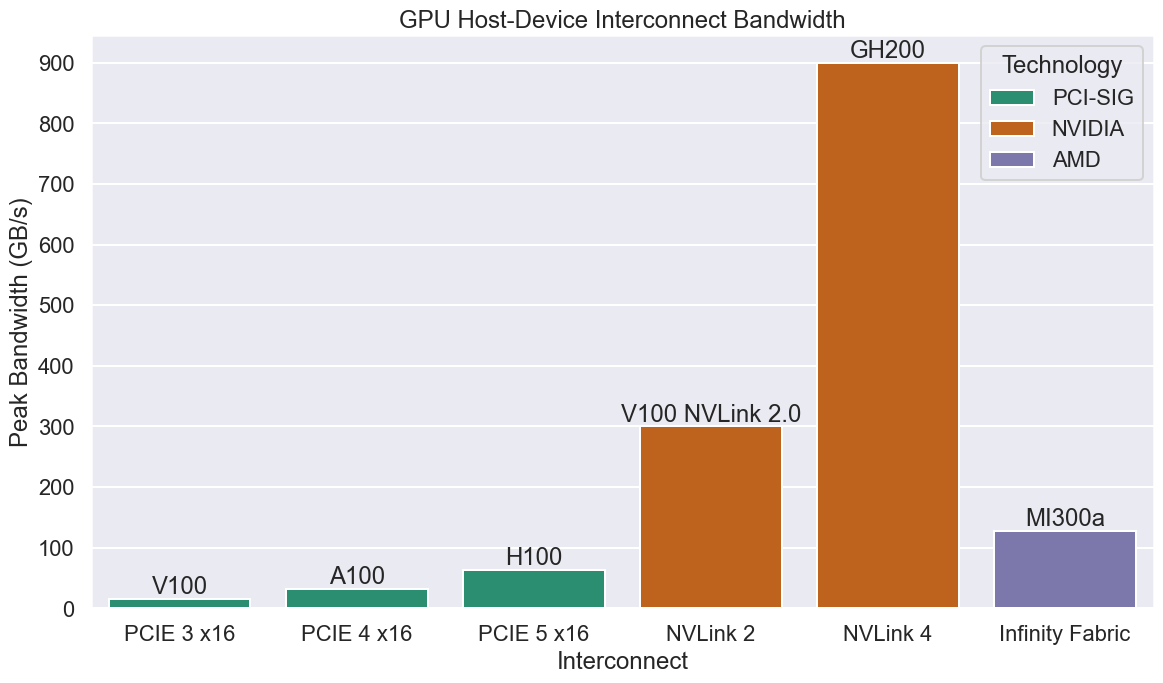 GPU Host-Device Interconnect Bandwidth
Peak Bandwidth (GB/s)
900
800
700
600
500
400
300
200
100
0
V100
A100
H100
V100 NVLink 2.0
GH200
MI300a
Technology
PCI-SIG
NVIDIA
AMD
PCIE 3 x16
PCIE 4 x16
PCIE 5 x16
NVLink 2
NVLink 4
Infinity Fabric
Interconnect